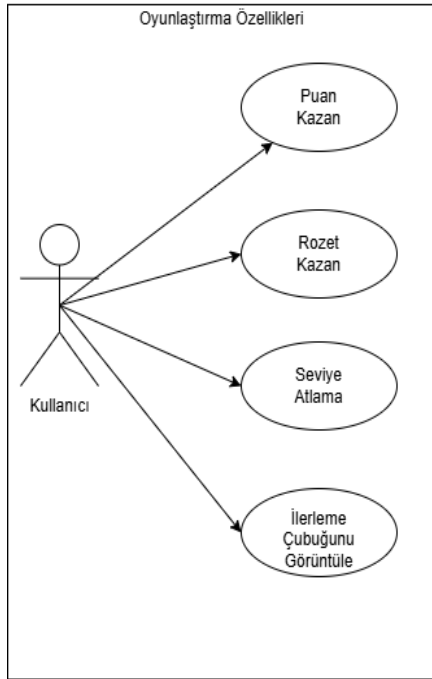 Oyunlaştırma Özellikleri
Puan
Kazan
Rozet
Kazan
Seviye
Atlama
Kullanıcı
İlerleme
Çubuğunu
Görüntüle